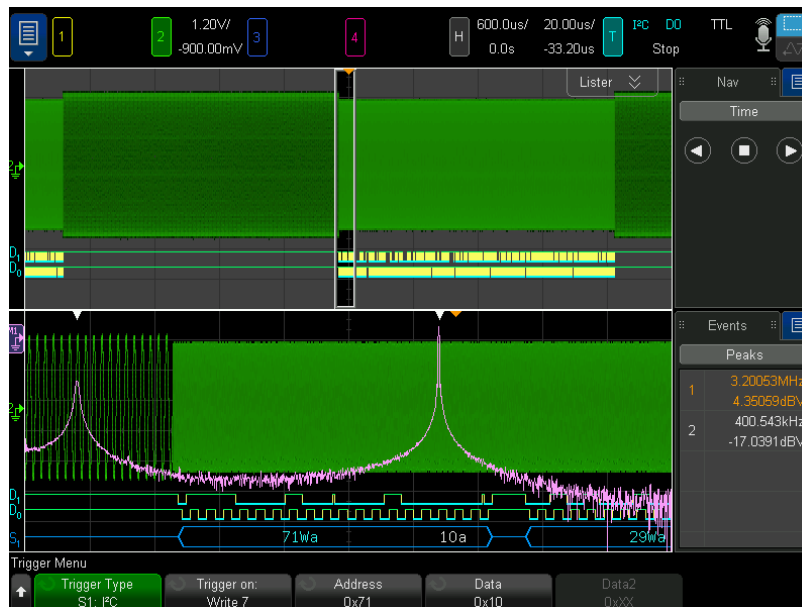 1 2 1.20V/ -900.00mV 3 4 H 600.0us/ 0.0s 20.00us/ -33.20us T I²C D0 TTL Stop
Lister
Nav
Time
2
D1
D0
M1
2
D1
D0
S1 71Wa 10a 29Wa
Events
Peaks
1 3.20053MHz
4.35059dBV
2 400.543kHz
-17.0391dBV
Trigger Menu
Trigger Type
S1: I²C
Trigger on:
Write 7
Address
0x71
Data
0x10
Data2
0xXX